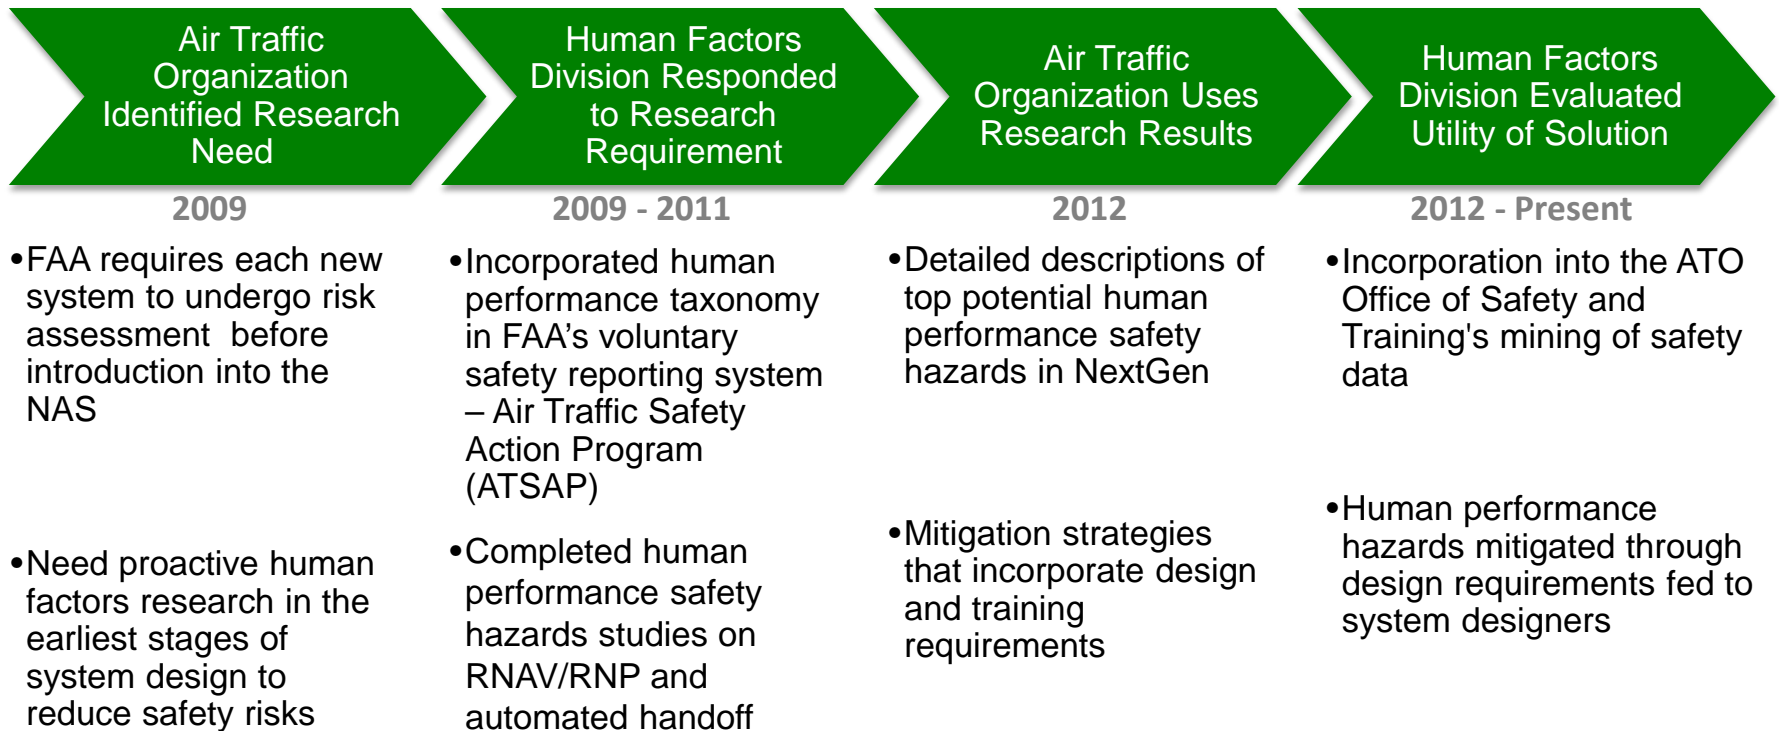 Air Traffic
Organization
Identified Research
Need
2009
•FAA requires each new
system to undergo risk
assessment  before
introduction into the
NAS
•Need proactive human
factors research in the
earliest stages of
system design to
reduce safety risks
Human Factors
Division Responded
to Research
Requirement
2009 - 2011
•Incorporated human
performance taxonomy
in FAA’s voluntary
safety reporting system
– Air Traffic Safety
Action Program
(ATSAP)
•Completed human
performance safety
hazards studies on
RNAV/RNP and
automated handoff
Air Traffic
Organization Uses
Research Results
2012
•Detailed descriptions of
top potential human
performance safety
hazards in NextGen
•Mitigation strategies
that incorporate design
and training
requirements
Human Factors
Division Evaluated
Utility of Solution
2012 - Present
•Incorporation into the ATO
Office of Safety and
Training's mining of safety
data
•Human performance
hazards mitigated through
design requirements fed to
system designers